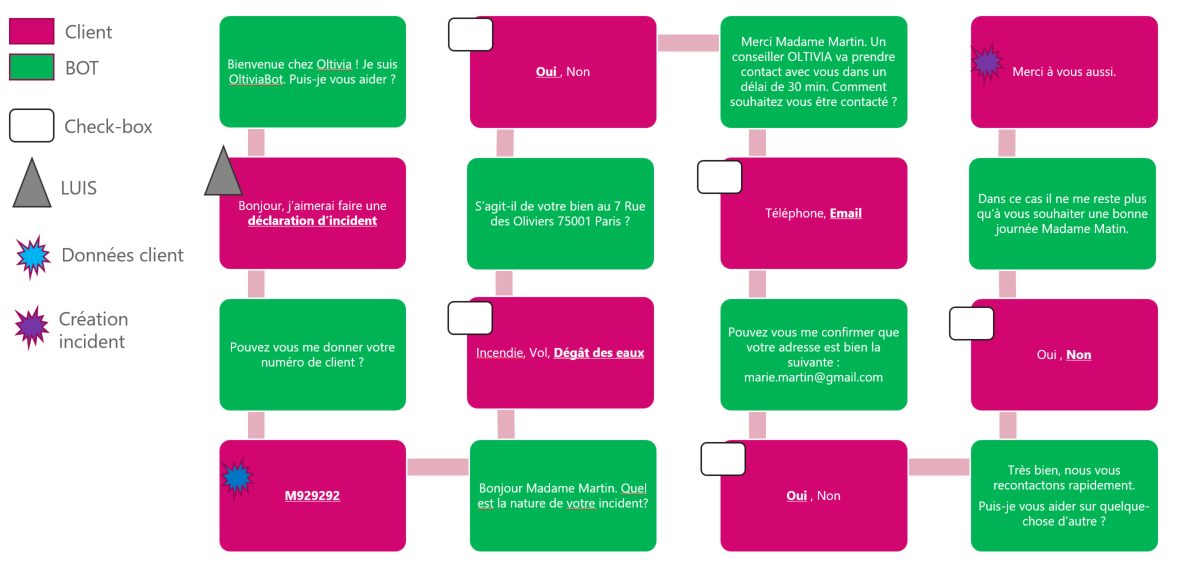 Client
BOT
Check-box
LUIS
Données client
Création
incident
Bienvenue chez Oltivia ! Je suis
OltiviaBot. Puis-je vous aider ?
Bonjour, j’aimerai faire une
déclaration d’incident
Pouvez vous me donner votre
numéro de client ?
M929292
Bonjour Madame Martin. Quel
est la nature de votre incident?
Incendie, Vol, Dégât des eaux
S’agit-il de votre bien au 7 Rue
des Oliviers 75001 Paris ?
Oui , Non
Merci Madame Martin. Un
conseiller OLTIVIA va prendre
contact avec vous dans un
délai de 30 min. Comment
souhaitez vous être contacté ?
Téléphone, Email
Pouvez vous me confirmer que
votre adresse est bien la
suivante :
marie.martin@gmail.com
Oui , Non
Très bien, nous vous
recontactons rapidement.
Puis-je vous aider sur quelque-
chose d’autre ?
Oui , Non
Dans ce cas il ne me reste plus
qu’à vous souhaiter une bonne
journée Madame Matin.
Merci à vous aussi.